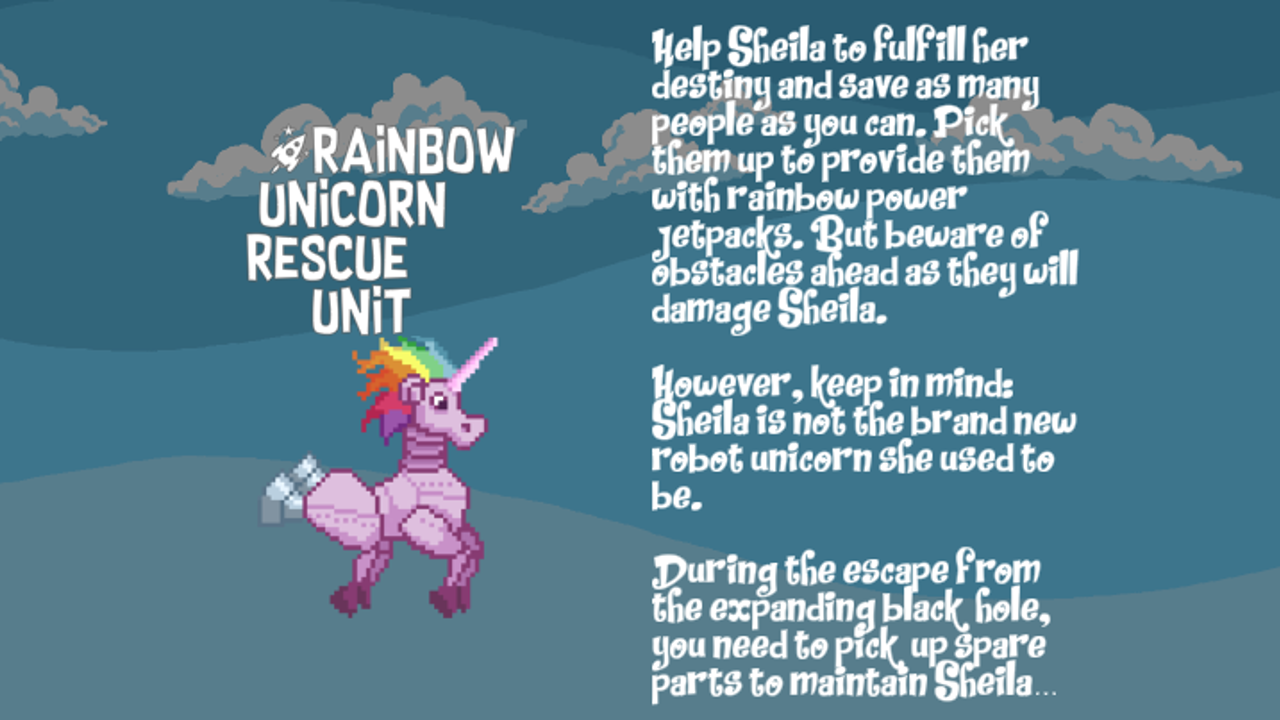 RAiNBOW
UNiCORN
RESCUE
UNiT
Help Sheila to fulfill her
destiny and save as many
people as you can. Pick
them up to provide them
with rainbow power
jetpacks. But beware of
obstacles ahead as they will
damage Sheila.
However, keep in mind:
Sheila is not the brand new
robot unicorn she used to
be.
During the escape from
the expanding black hole,
you need to pick up spare
parts to maintain Sheila...